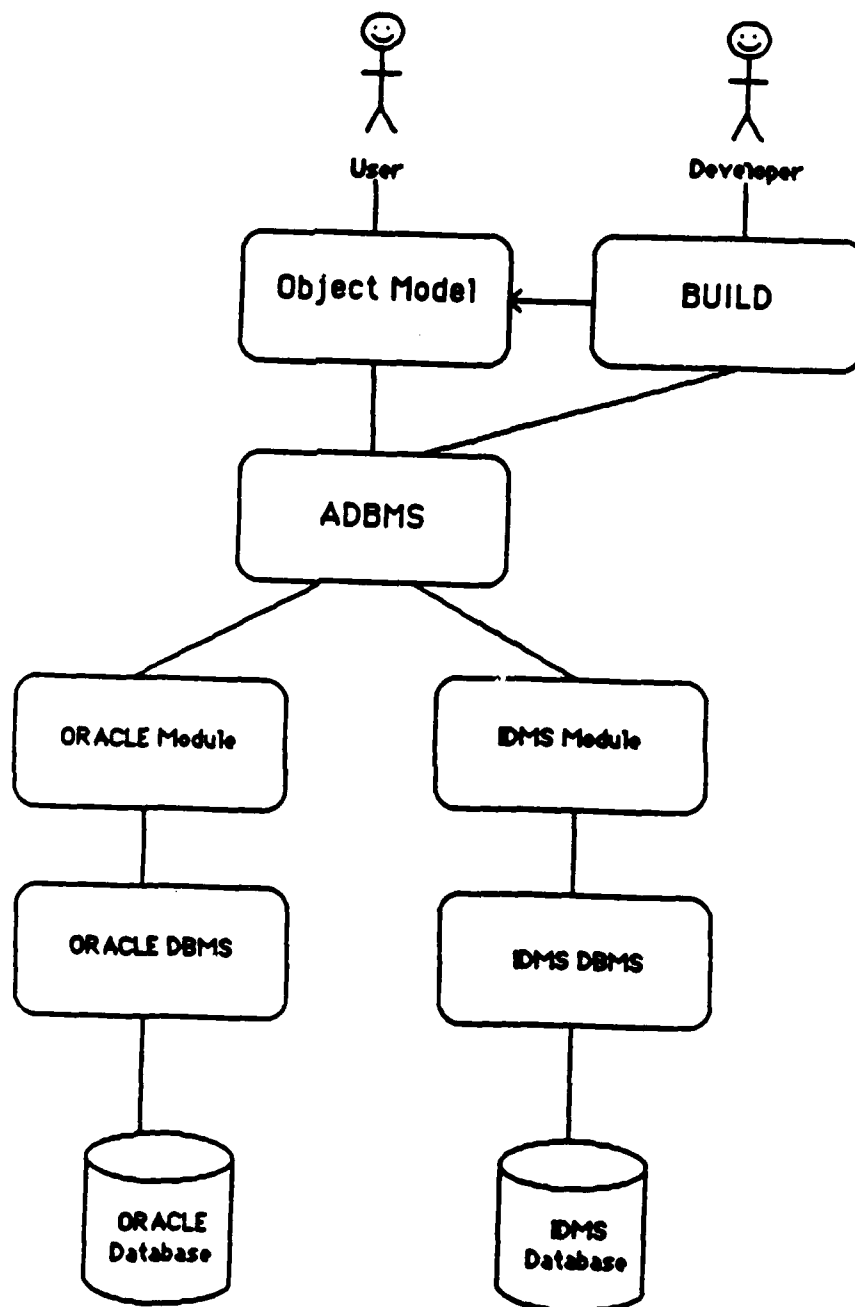 User
Developer
Object Model
BUILD
ADBMS
ORACLE Module
IDMS Module
ORACLE DBMS
IDMS DBMS
ORACLE
Database
IDMS
Database